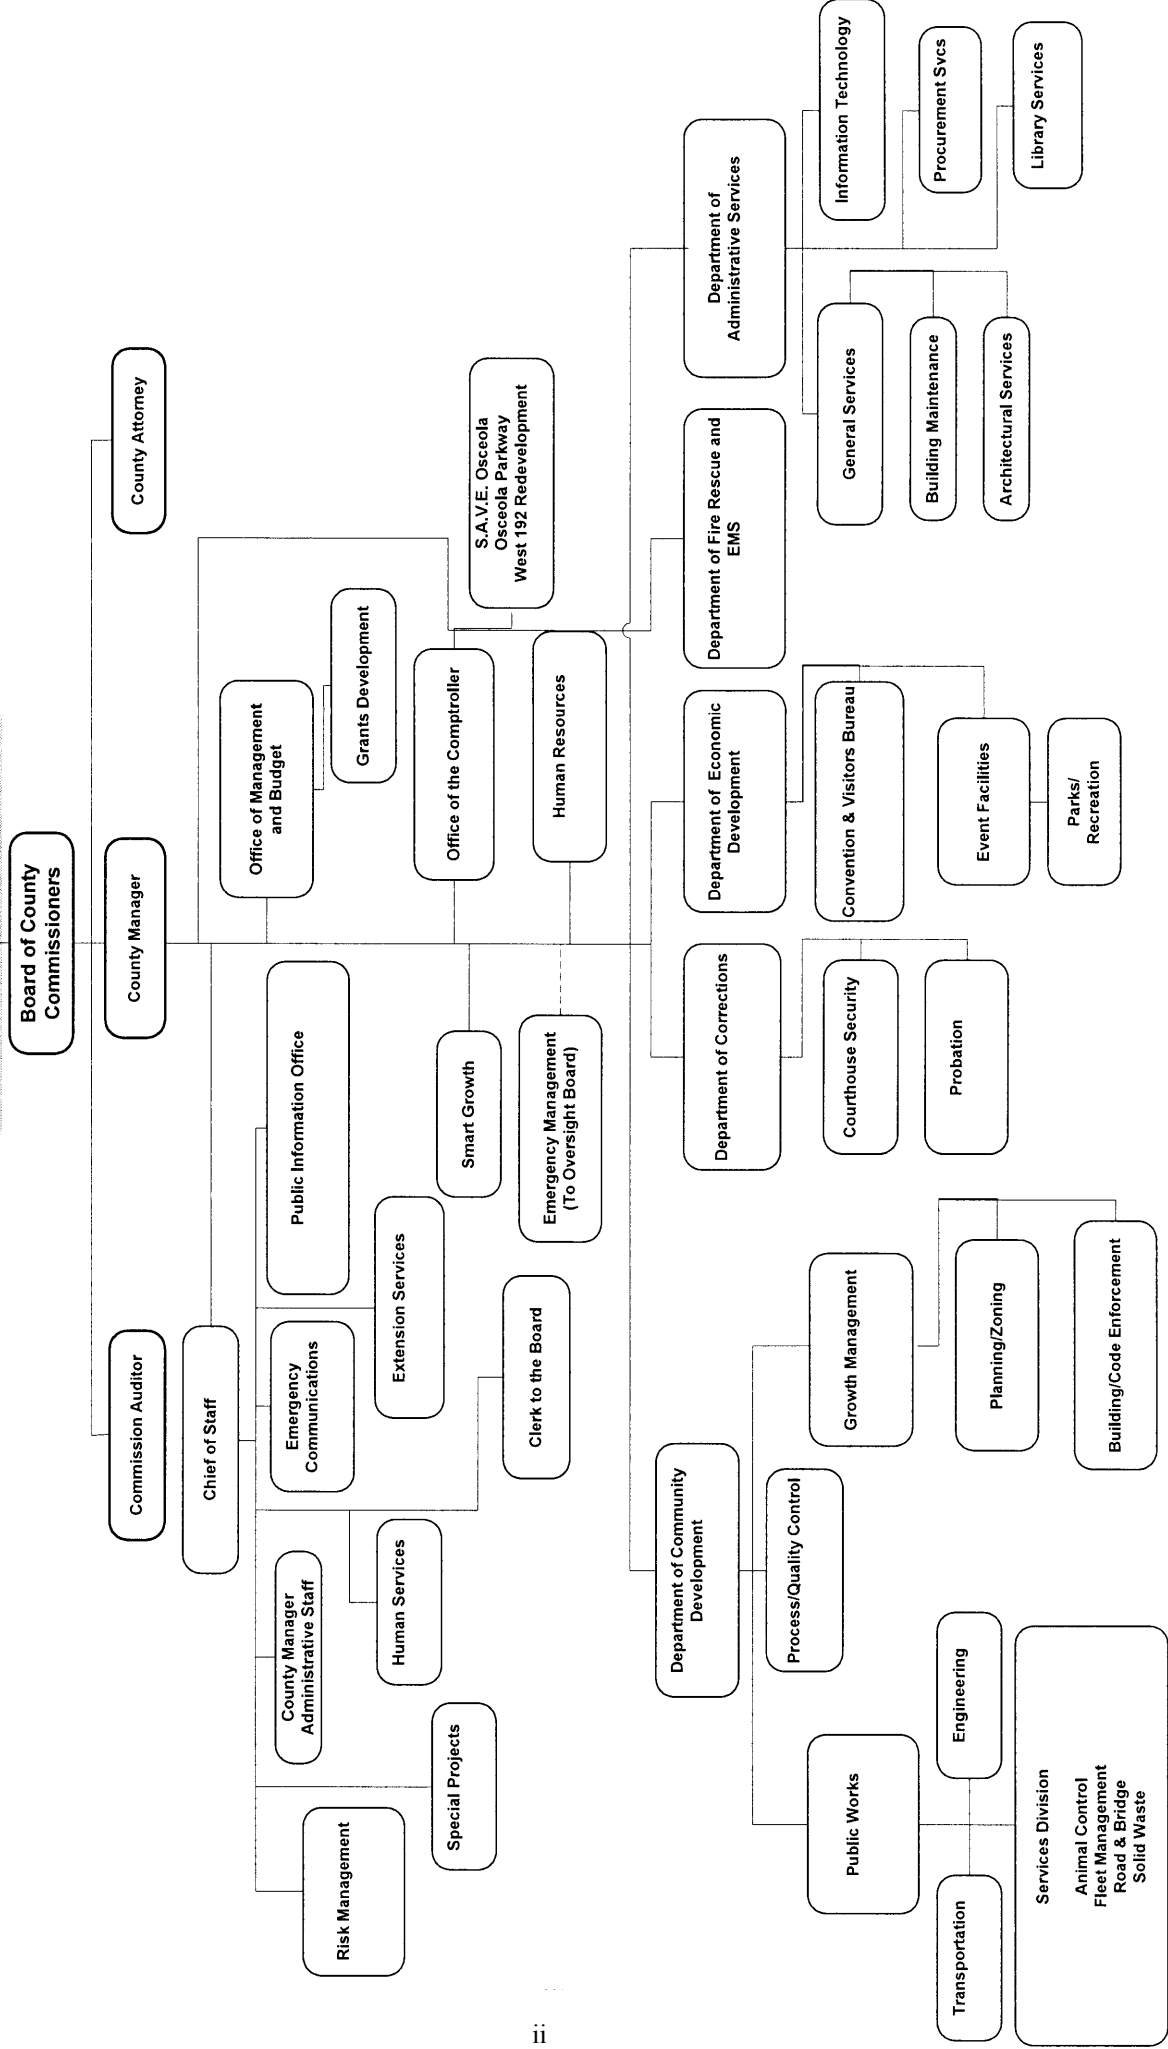 Board of County
Commissioners
Commission Auditor
County Manager
County Attorney
Chief of Staff
Office of Management
and Budget
Grants Development
Risk Management
County Manager
Administrative Staff
Emergency
Communications
Public Information Office
Special Projects
Human Services
Extension Services
Clerk to the Board
Smart Growth
Office of the Comptroller
S.A.V.E. Osceola
Osceola Parkway
West 192 Redevelopment
Emergency Management
(To Oversight Board)
Human Resources
Department of Community
Development
Department of Corrections
Department of Economic
Development
Department of Fire Rescue and
EMS
Department of
Administrative Services
Public Works
Process/Quality Control
Growth Management
Courthouse Security
Convention & Visitors Bureau
General Services
Information Technology
Transportation
Engineering
Planning/Zoning
Probation
Event Facilities
Building Maintenance
Procurement Svcs
Services Division
Animal Control
Fleet Management
Road & Bridge
Solid Waste
Building/Code Enforcement
Parks/
Recreation
Architectural Services
Library Services
ii